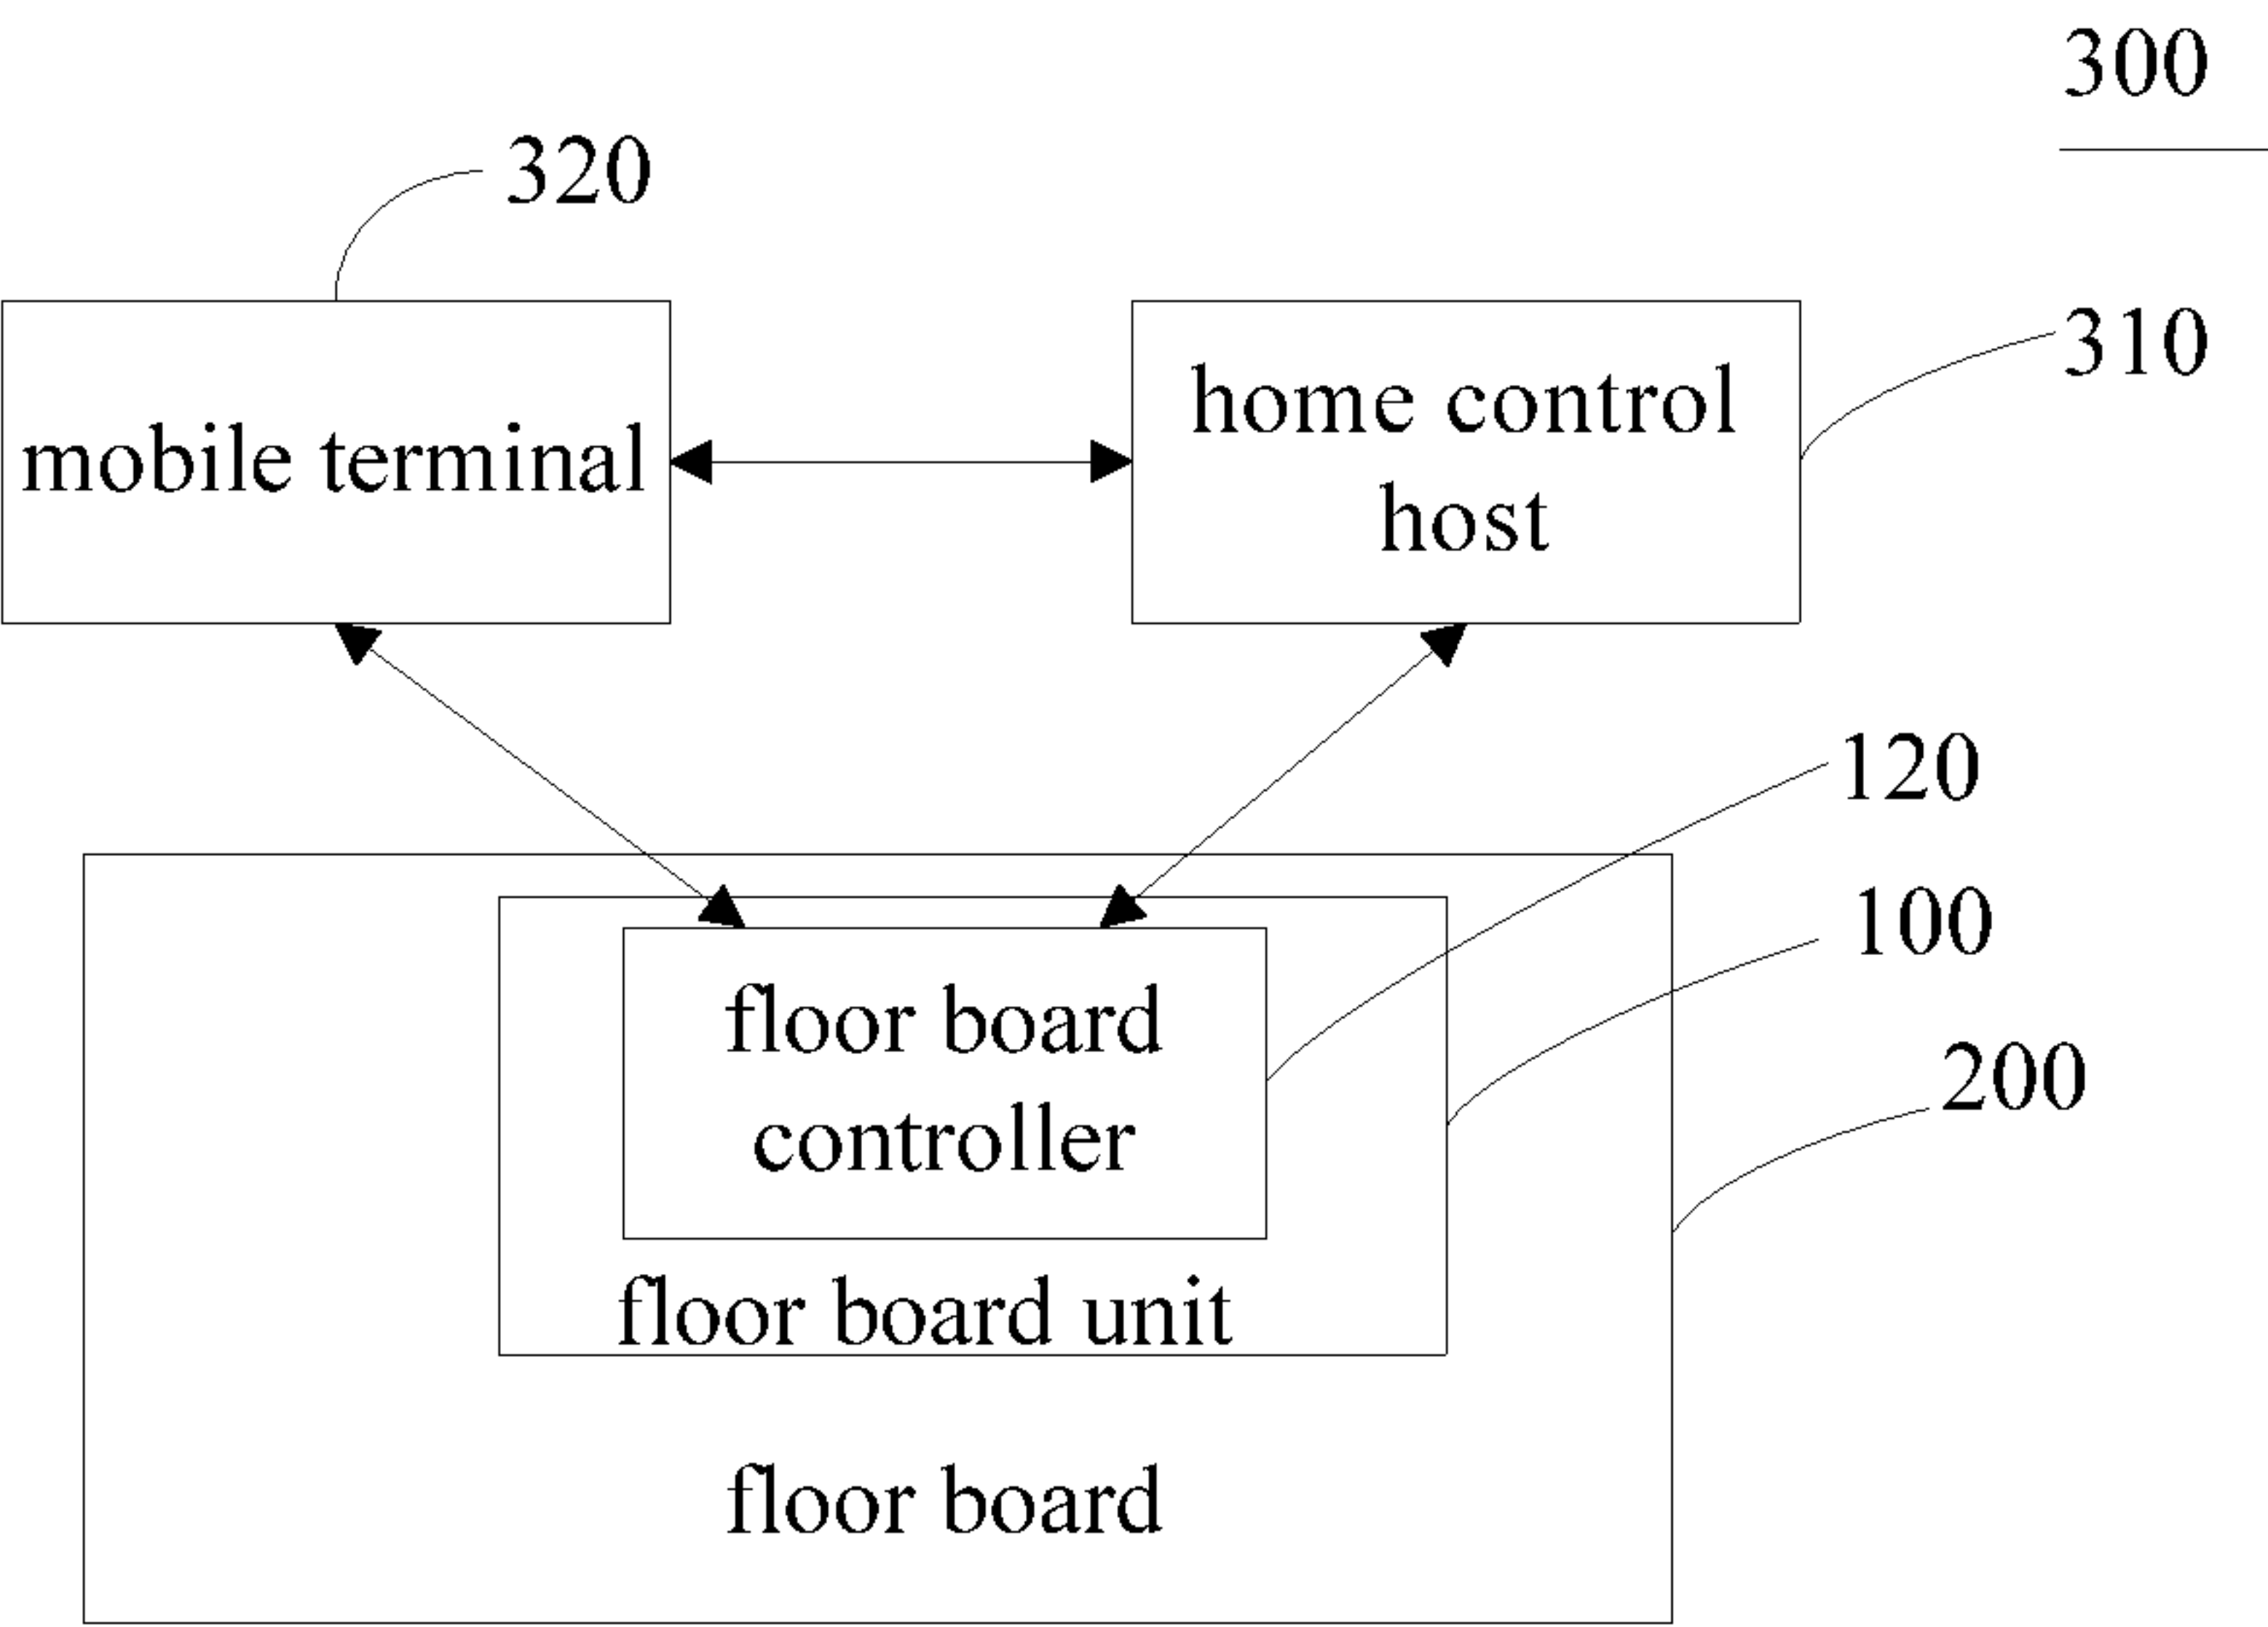 300
320
310
mobile terminal
home control
host
120
100
200
floor board
controller
floor board unit
floor board